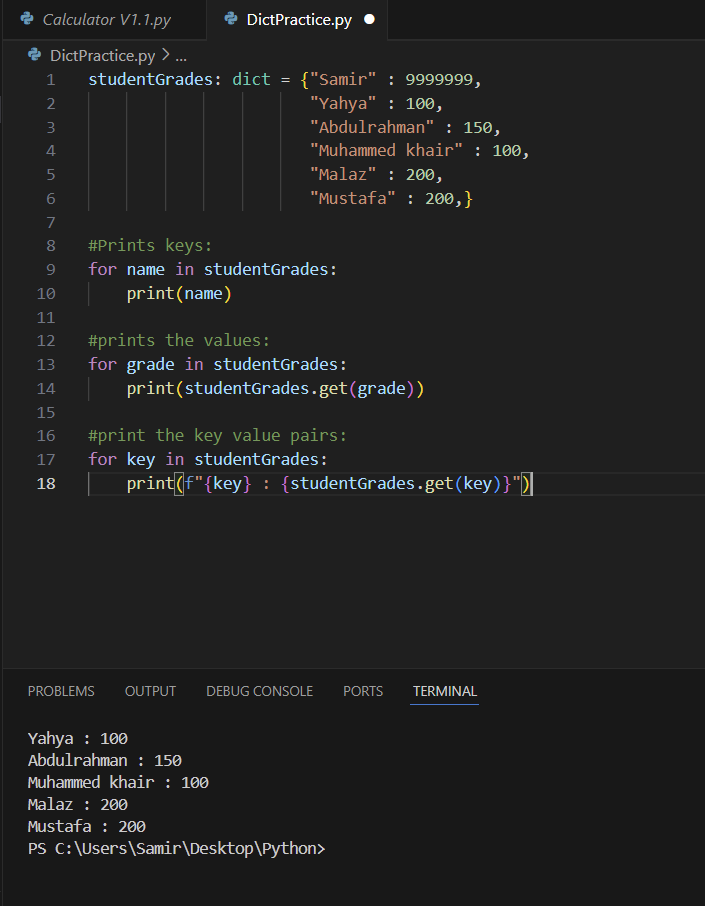 Calculator V1.1.py DictPractice.py
DictPractice.py > ...
1 studentGrades: dict = {"Samir" : 9999999,
2 "Yahya" : 100,
3 "Abdulrahman" : 150,
4 "Muhammed khair" : 100,
5 "Malaz" : 200,
6 "Mustafa" : 200,}
7
8 #Prints keys:
9 for name in studentGrades:
10 print(name)
11
12 #prints the values:
13 for grade in studentGrades:
14 print(studentGrades.get(grade))
15
16 #print the key value pairs:
17 for key in studentGrades:
18 print(f"{key} : {studentGrades.get(key)}")
PROBLEMS OUTPUT DEBUG CONSOLE PORTS TERMINAL
Yahya : 100
Abdulrahman : 150
Muhammed khair : 100
Malaz : 200
Mustafa : 200
PS C:\Users\Samir\Desktop\Python>